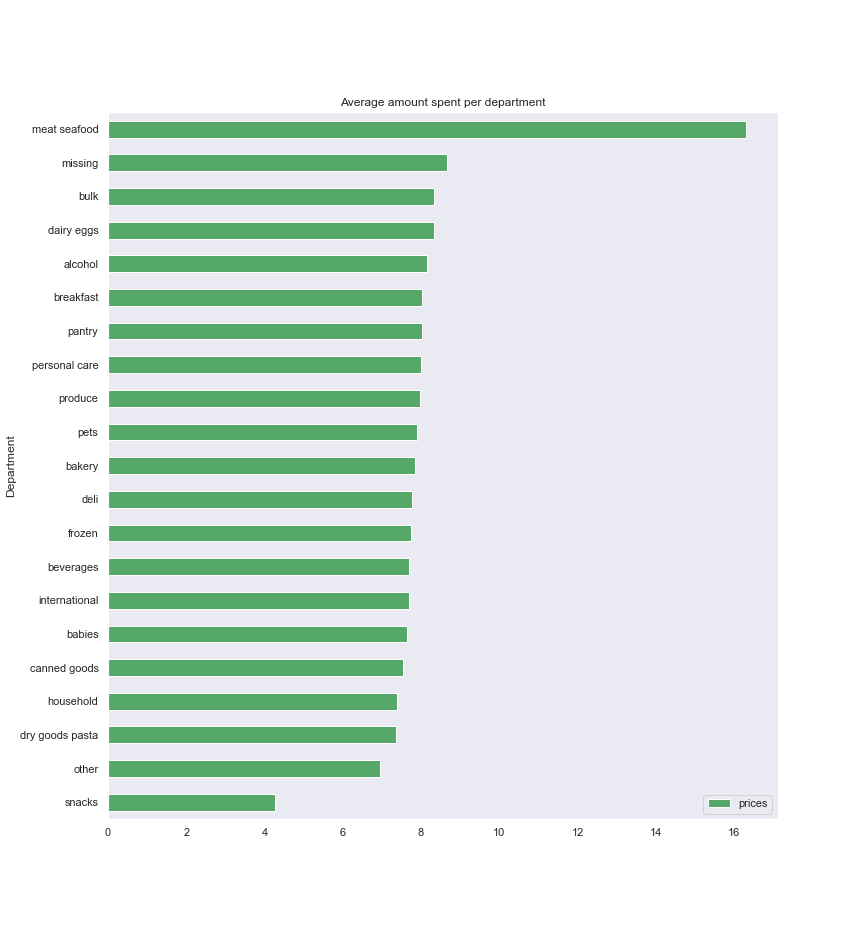 Average amount spent per department
Department
meat seafood
missing
bulk
dairy eggs
alcohol
breakfast
pantry
personal care
produce
pets
bakery
deli
frozen
beverages
international
babies
canned goods
household
dry goods pasta
other
snacks
prices
0 2 4 6 8 10 12 14 16